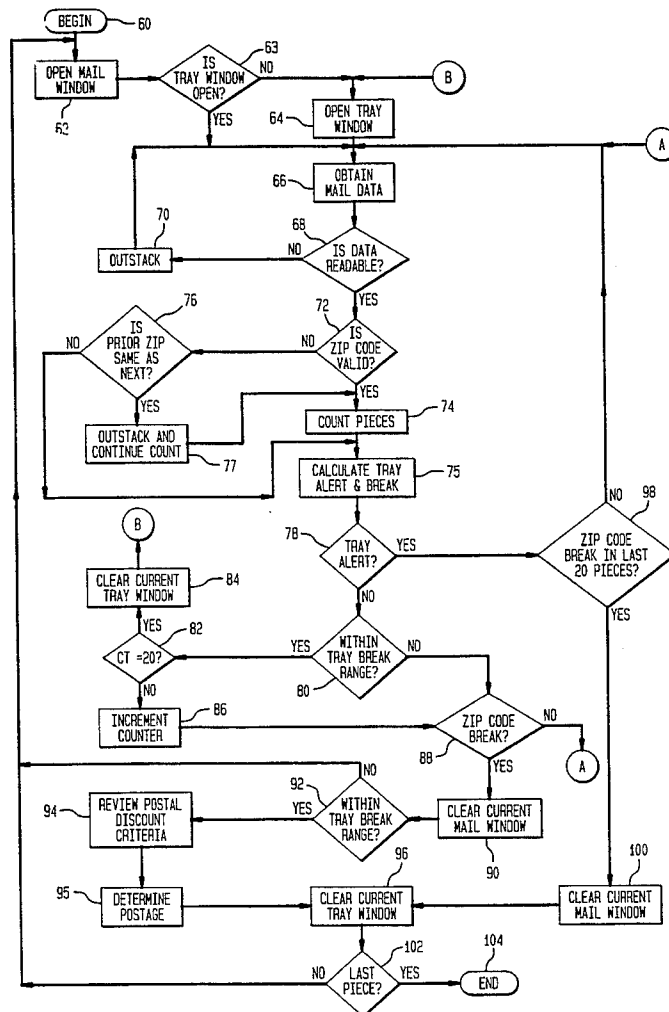 BEGIN
60
OPEN MAIL
WINDOW
62
IS
TRAY WINDOW
OPEN?
63
NO
YES
B
64
OPEN TRAY
WINDOW
A
66
OBTAIN
MAIL DATA
70
OUTSTACK
68
IS DATA
READABLE?
NO
YES
76
IS
PRIOR ZIP
SAME AS
NEXT?
NO
YES
72
IS
ZIP CODE
VALID?
NO
YES
COUNT PIECES
74
OUTSTACK AND
CONTINUE COUNT
77
CALCULATE TRAY
ALERT & BREAK
75
78
TRAY
ALERT?
YES
NO
98
ZIP CODE
BREAK IN LAST
20 PIECES?
NO
YES
B
CLEAR CURRENT
TRAY WINDOW
84
YES
82
CT =20?
NO
WITHIN
TRAY BREAK
RANGE?
80
YES
NO
INCREMENT
COUNTER
86
ZIP CODE
BREAK?
88
NO
YES
A
94
REVIEW POSTAL
DISCOUNT
CRITERIA
92
WITHIN
TRAY BREAK
RANGE?
NO
YES
CLEAR CURRENT
MAIL WINDOW
90
95
DETERMINE
POSTAGE
96
CLEAR CURRENT
TRAY WINDOW
100
CLEAR CURRENT
MAIL WINDOW
102
LAST
PIECE?
NO
YES
104
END